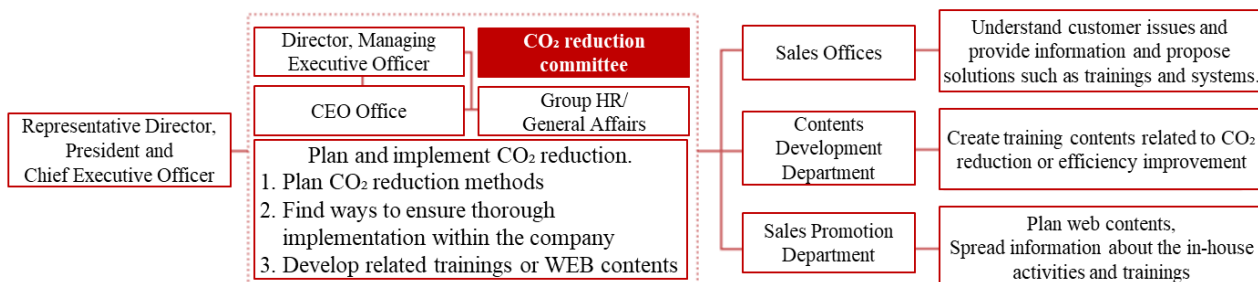 Representative Director,
President and
Chief Executive Officer
Director, Managing
Executive Officer
CO₂ reduction
committee
CEO Office
Group HR/
General Affairs
Plan and implement CO₂ reduction.
1. Plan CO₂ reduction methods
2. Find ways to ensure thorough
implementation within the company
3. Develop related trainings or WEB contents
Sales Offices
Understand customer issues and
provide information and propose
solutions such as trainings and systems.
Contents
Development
Department
Create training contents related to CO₂
reduction or efficiency improvement
Sales Promotion
Department
Plan web contents,
Spread information about the in-house
activities and trainings